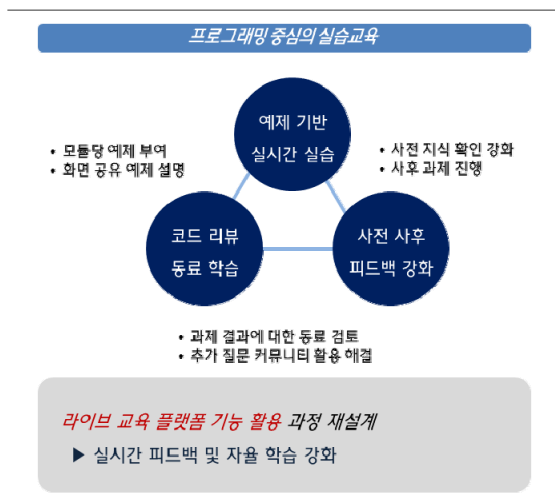 프로그래밍 중심의 실습교육
예제 기반
실시간 실습
• 모듈당 예제 부여
• 화면 공유 예제 설명
• 사전 지식 확인 강화
• 사후 과제 진행
코드 리뷰
동료 학습
사전 사후
피드백 강화
• 과제 결과에 대한 동료 검토
• 추가 질문 커뮤니티 활용 해결
라이브 교육 플랫폼 기능 활용 과정 재설계
▶ 실시간 피드백 및 자율 학습 강화